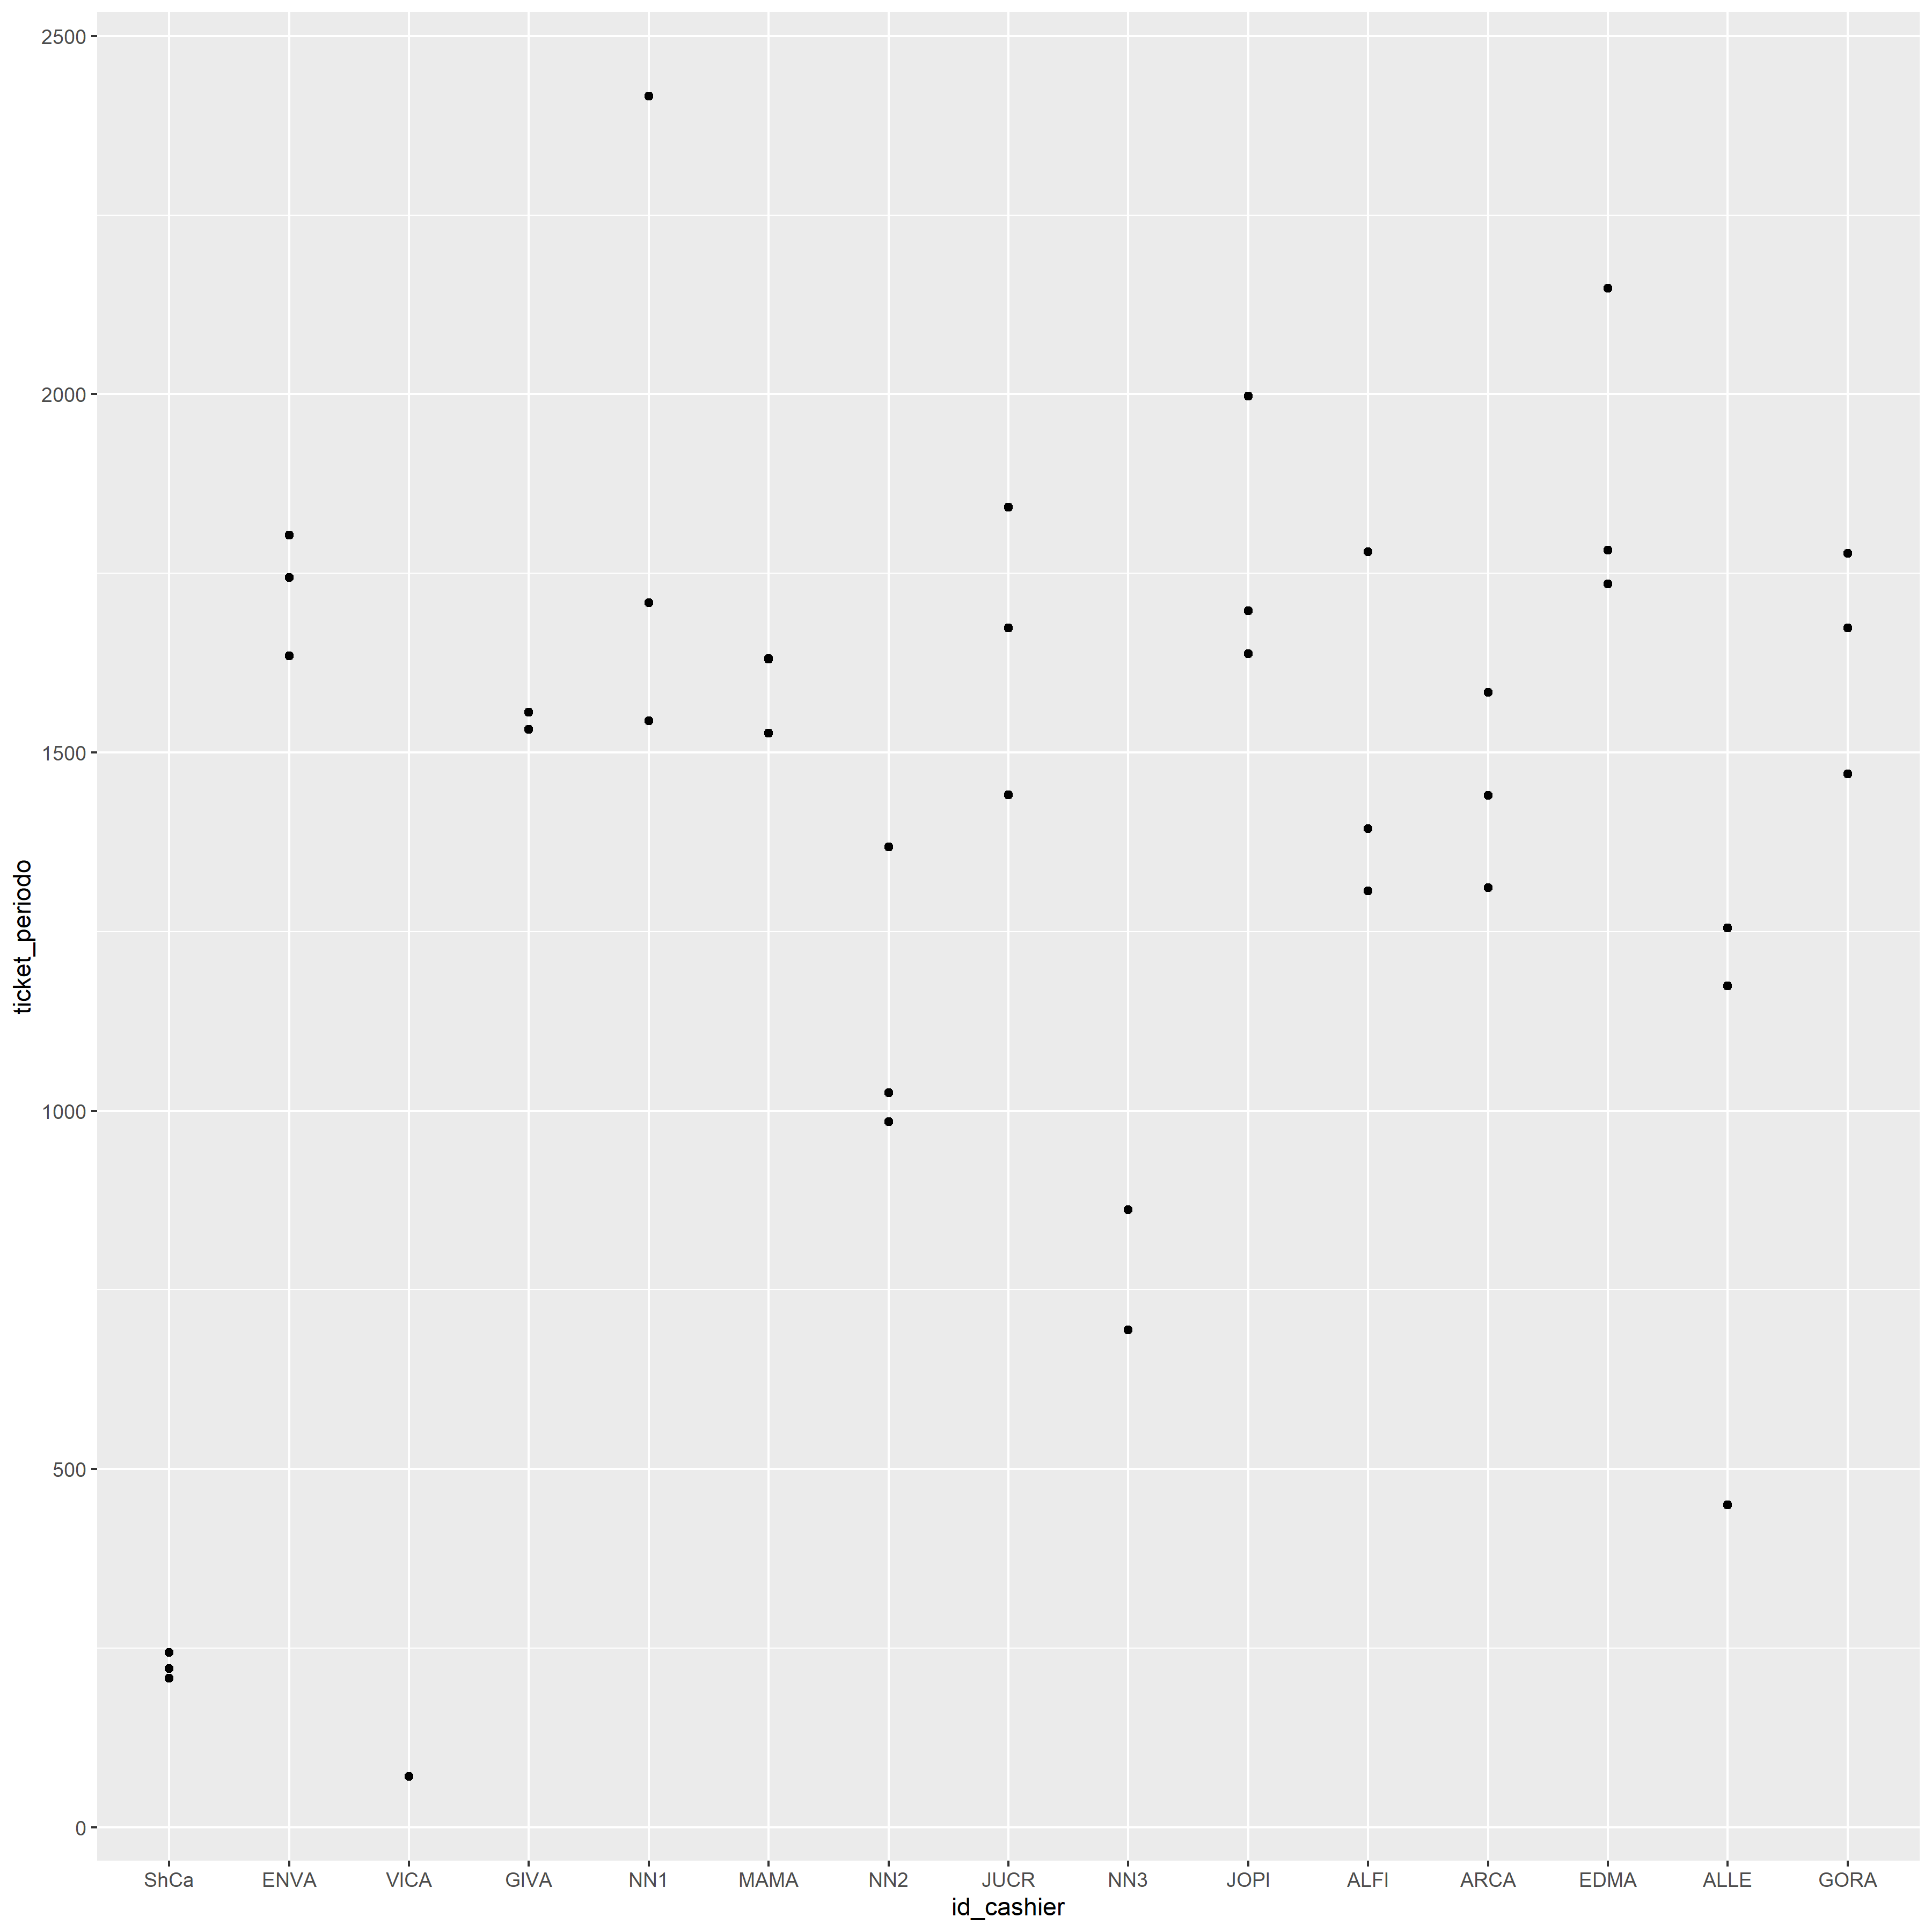 2500
2000
1500
1000
500
0
ticket_periodo
ShCa ENVA VICA GIVA NN1 MAMA NN2 JUCR NN3 JOPI ALFI ARCA EDMA ALLE GORA
id_cashier